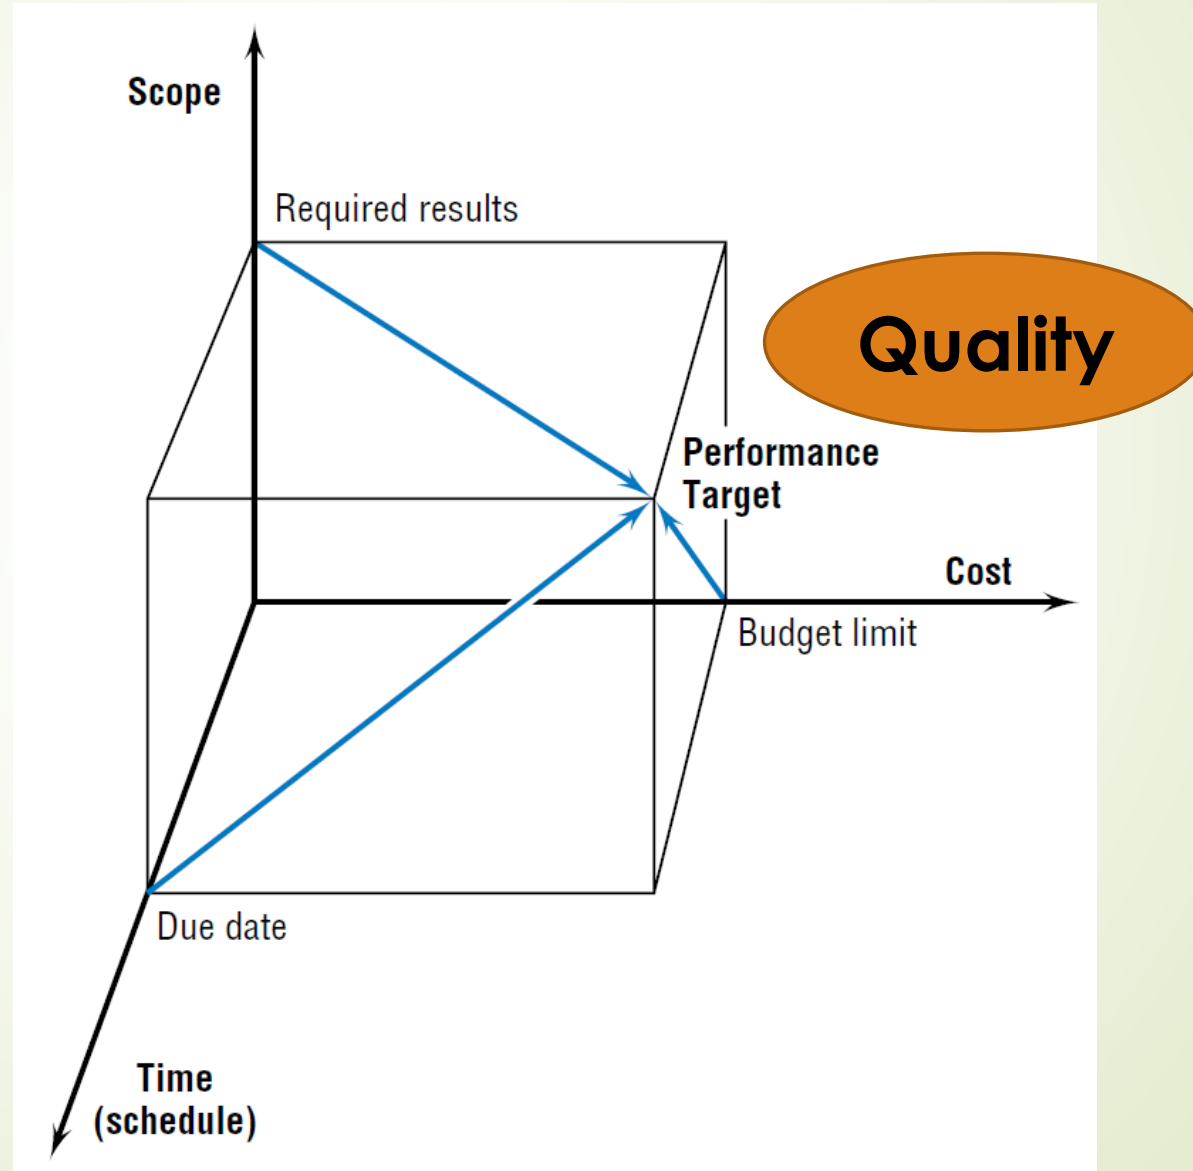 Scope
Required results
Quality
Performance
Target
Cost
Budget limit
Due date
Time
(schedule)